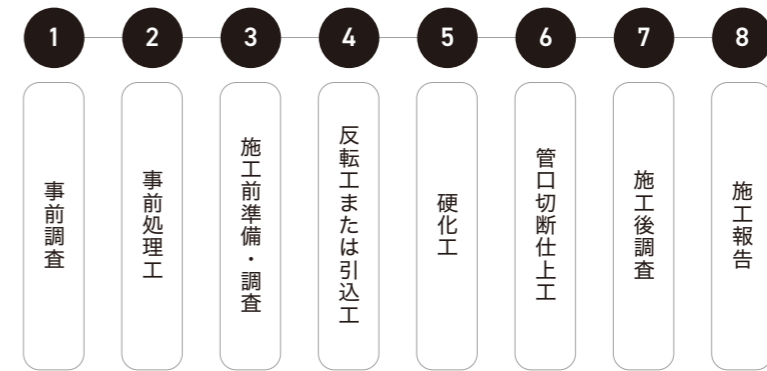 1
2
3
4
5
6
7
8
事前調査
事前処理工
施工前準備・調査
反転工または引込工
硬化工
管口切断仕上工
施工後調査
施工報告